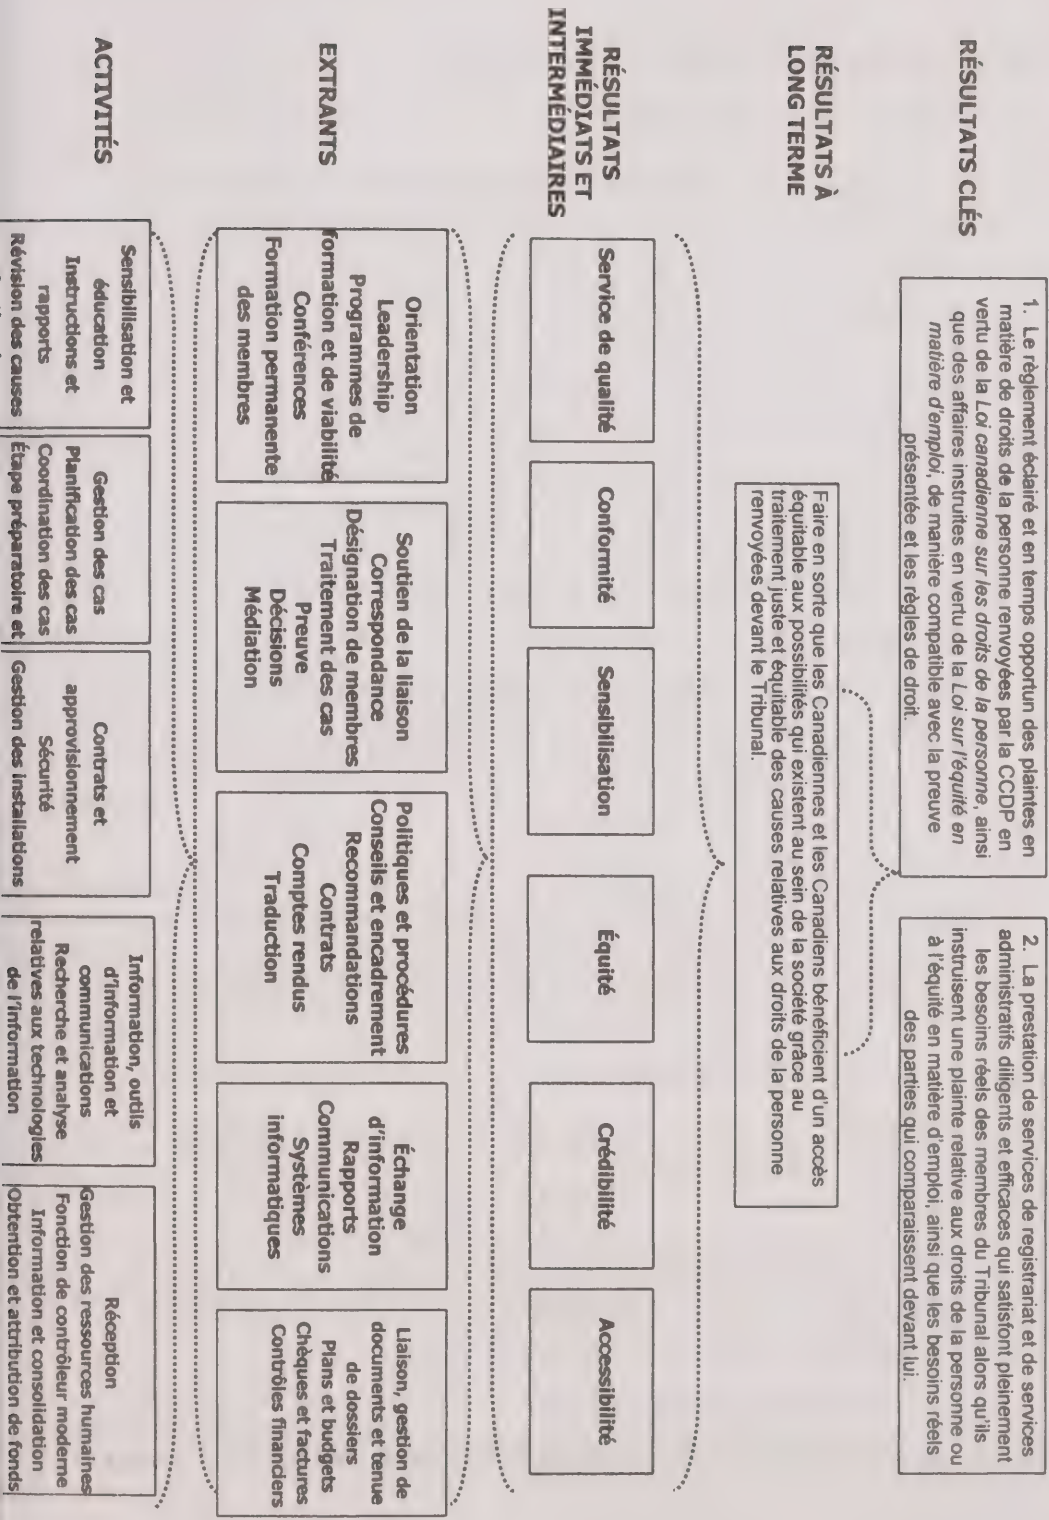 RÉSULTATS CLÉS
1. Le règlement éclairé et en temps opportun des plaintes en
matière de droits de la personne renvoyées par la CCDP en
vertu de la Loi canadienne sur les droits de la personne, ainsi
que des affaires instruites en vertu de la Loi sur l'équité en
matière d'emploi, de manière compatible avec la preuve
présentée et les règles de droit.
2. La prestation de services de registrariat et de services
administratifs diligents et efficaces qui satisfont pleinement
les besoins réels des membres du Tribunal alors qu'ils
instruisent une plainte relative aux droits de la personne ou
à l'équité en matière d'emploi, ainsi que les besoins réels
des parties qui comparaissent devant lui.
RÉSULTATS À
LONG TERME
Faire en sorte que les Canadiennes et les Canadiens bénéficient d'un accès
équitable aux possibilités qui existent au sein de la société grâce au
traitement juste et équitable des causes relatives aux droits de la personne
renvoyées devant le Tribunal.
RÉSULTATS
IMMÉDIATS ET
INTERMÉDIAIRES
Service de qualité
Conformité
Sensibilisation
Équité
Crédibilité
Accessibilité
EXTRANTS
Orientation
Leadership
Programmes de
formation et de viabilité
Conférences
Formation permanente
des membres
Soutien de la liaison
Correspondance
Désignation de membres
Traitement des cas
Preuve
Décisions
Médiation
Politiques et procédures
Conseils et encadrement
Recommandations
Contrats
Comptes rendus
Traduction
Échange
d'information
Rapports
Communications
Systèmes
informatiques
Liaison, gestion de
documents et tenue
de dossiers
Plans et budgets
Chèques et factures
Contrôles financiers
ACTIVITÉS
Sensibilisation et
éducation
Instructions et
rapports
Révision des causes
Gestion des cas
Planification des cas
Coordination des cas
Étape préparatoire et
Contrats et
approvisionnement
Sécurité
Gestion des installations
Information, outils
d'information et
communications
Recherche et analyse
relatives aux technologies
de l'information
Réception
Gestion des ressources humaines
Fonction de contrôleur moderne
Information et consolidation
Obtention et attribution de fonds